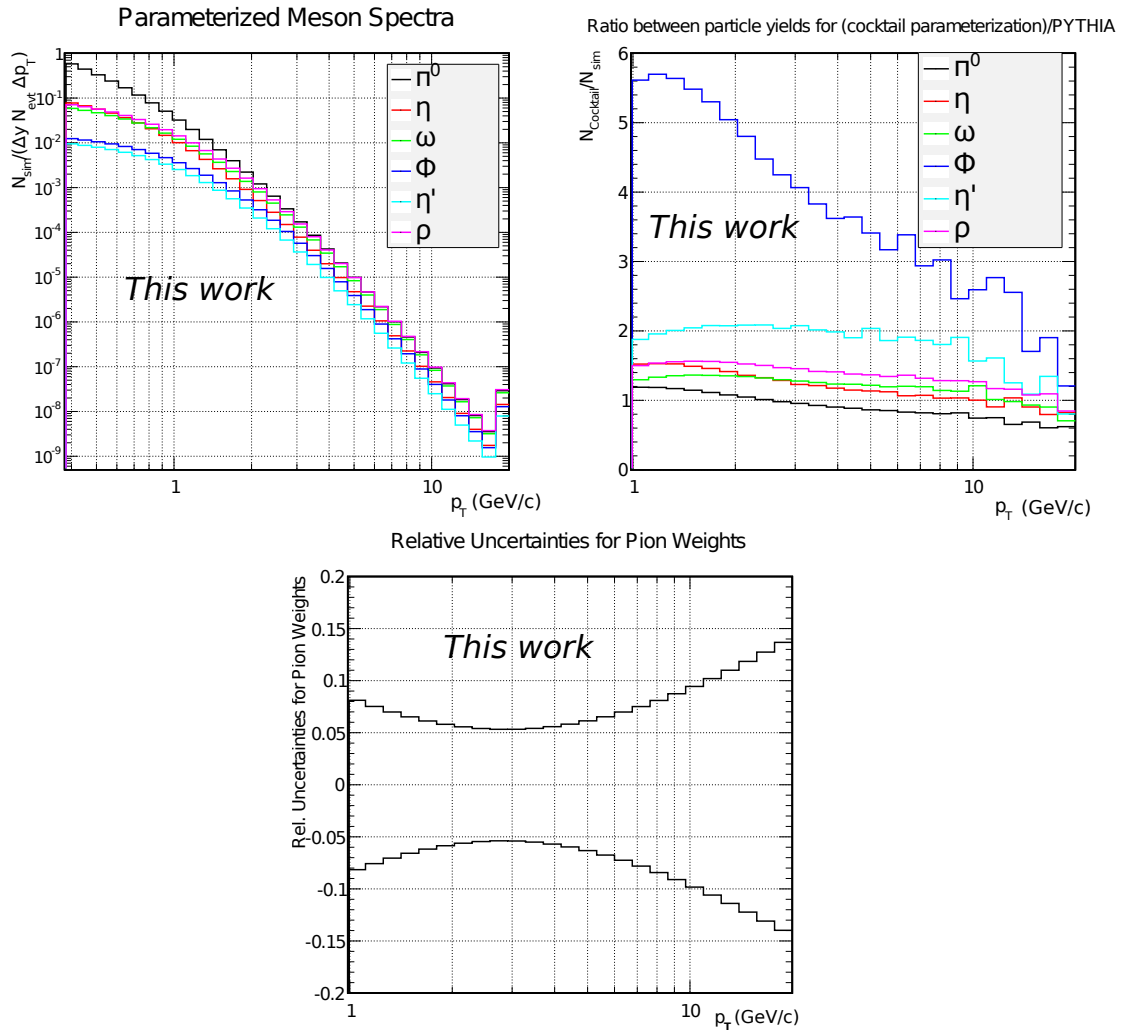 Parameterized Meson Spectra
N_sim/(Δy N_evt Δp_T)
1
10^-1
10^-2
10^-3
10^-4
10^-5
10^-6
10^-7
10^-8
10^-9
π^0
η
ω
Φ
η'
ρ
This work
1
10
p_T (GeV/c)
Ratio between particle yields for (cocktail parameterization)/PYTHIA
N_Cocktail/N_sim
6
5
4
3
2
1
0
π^0
η
ω
Φ
η'
ρ
This work
1
10
p_T (GeV/c)
Relative Uncertainties for Pion Weights
Rel. Uncertainties for Pion Weights
0.2
0.15
0.1
0.05
0
-0.05
-0.1
-0.15
-0.2
This work
1
10
p_T (GeV/c)